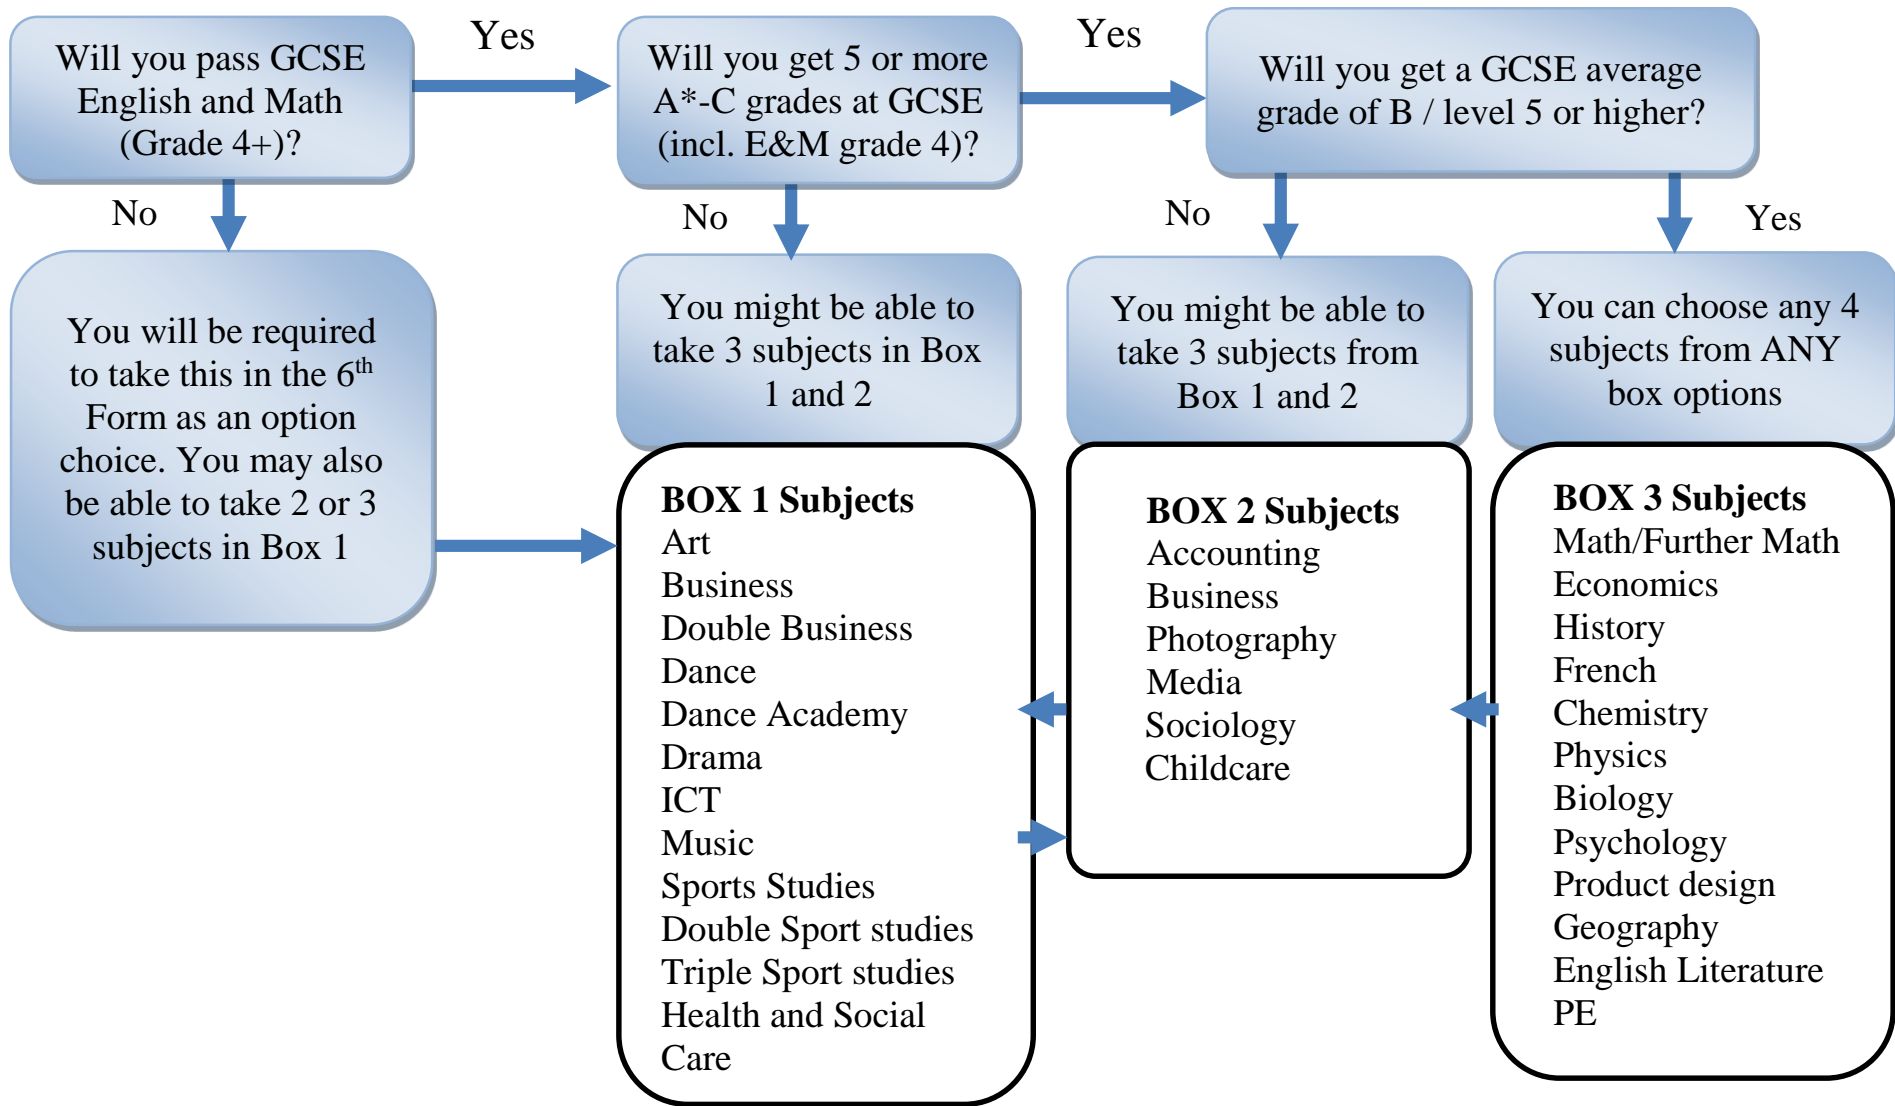 Will you pass GCSE
English and Math
(Grade 4+)?
Yes
Will you get 5 or more
A*-C grades at GCSE
(incl. E&M grade 4)?
Yes
Will you get a GCSE average
grade of B / level 5 or higher?
No
No
No
Yes
You will be required
to take this in the 6th
Form as an option
choice. You may also
be able to take 2 or 3
subjects in Box 1
You might be able to
take 3 subjects in Box
1 and 2
You might be able to
take 3 subjects from
Box 1 and 2
You can choose any 4
subjects from ANY
box options
BOX 1 Subjects
Art
Business
Double Business
Dance
Dance Academy
Drama
ICT
Music
Sports Studies
Double Sport studies
Triple Sport studies
Health and Social
Care
BOX 2 Subjects
Accounting
Business
Photography
Media
Sociology
Childcare
BOX 3 Subjects
Math/Further Math
Economics
History
French
Chemistry
Physics
Biology
Psychology
Product design
Geography
English Literature
PE